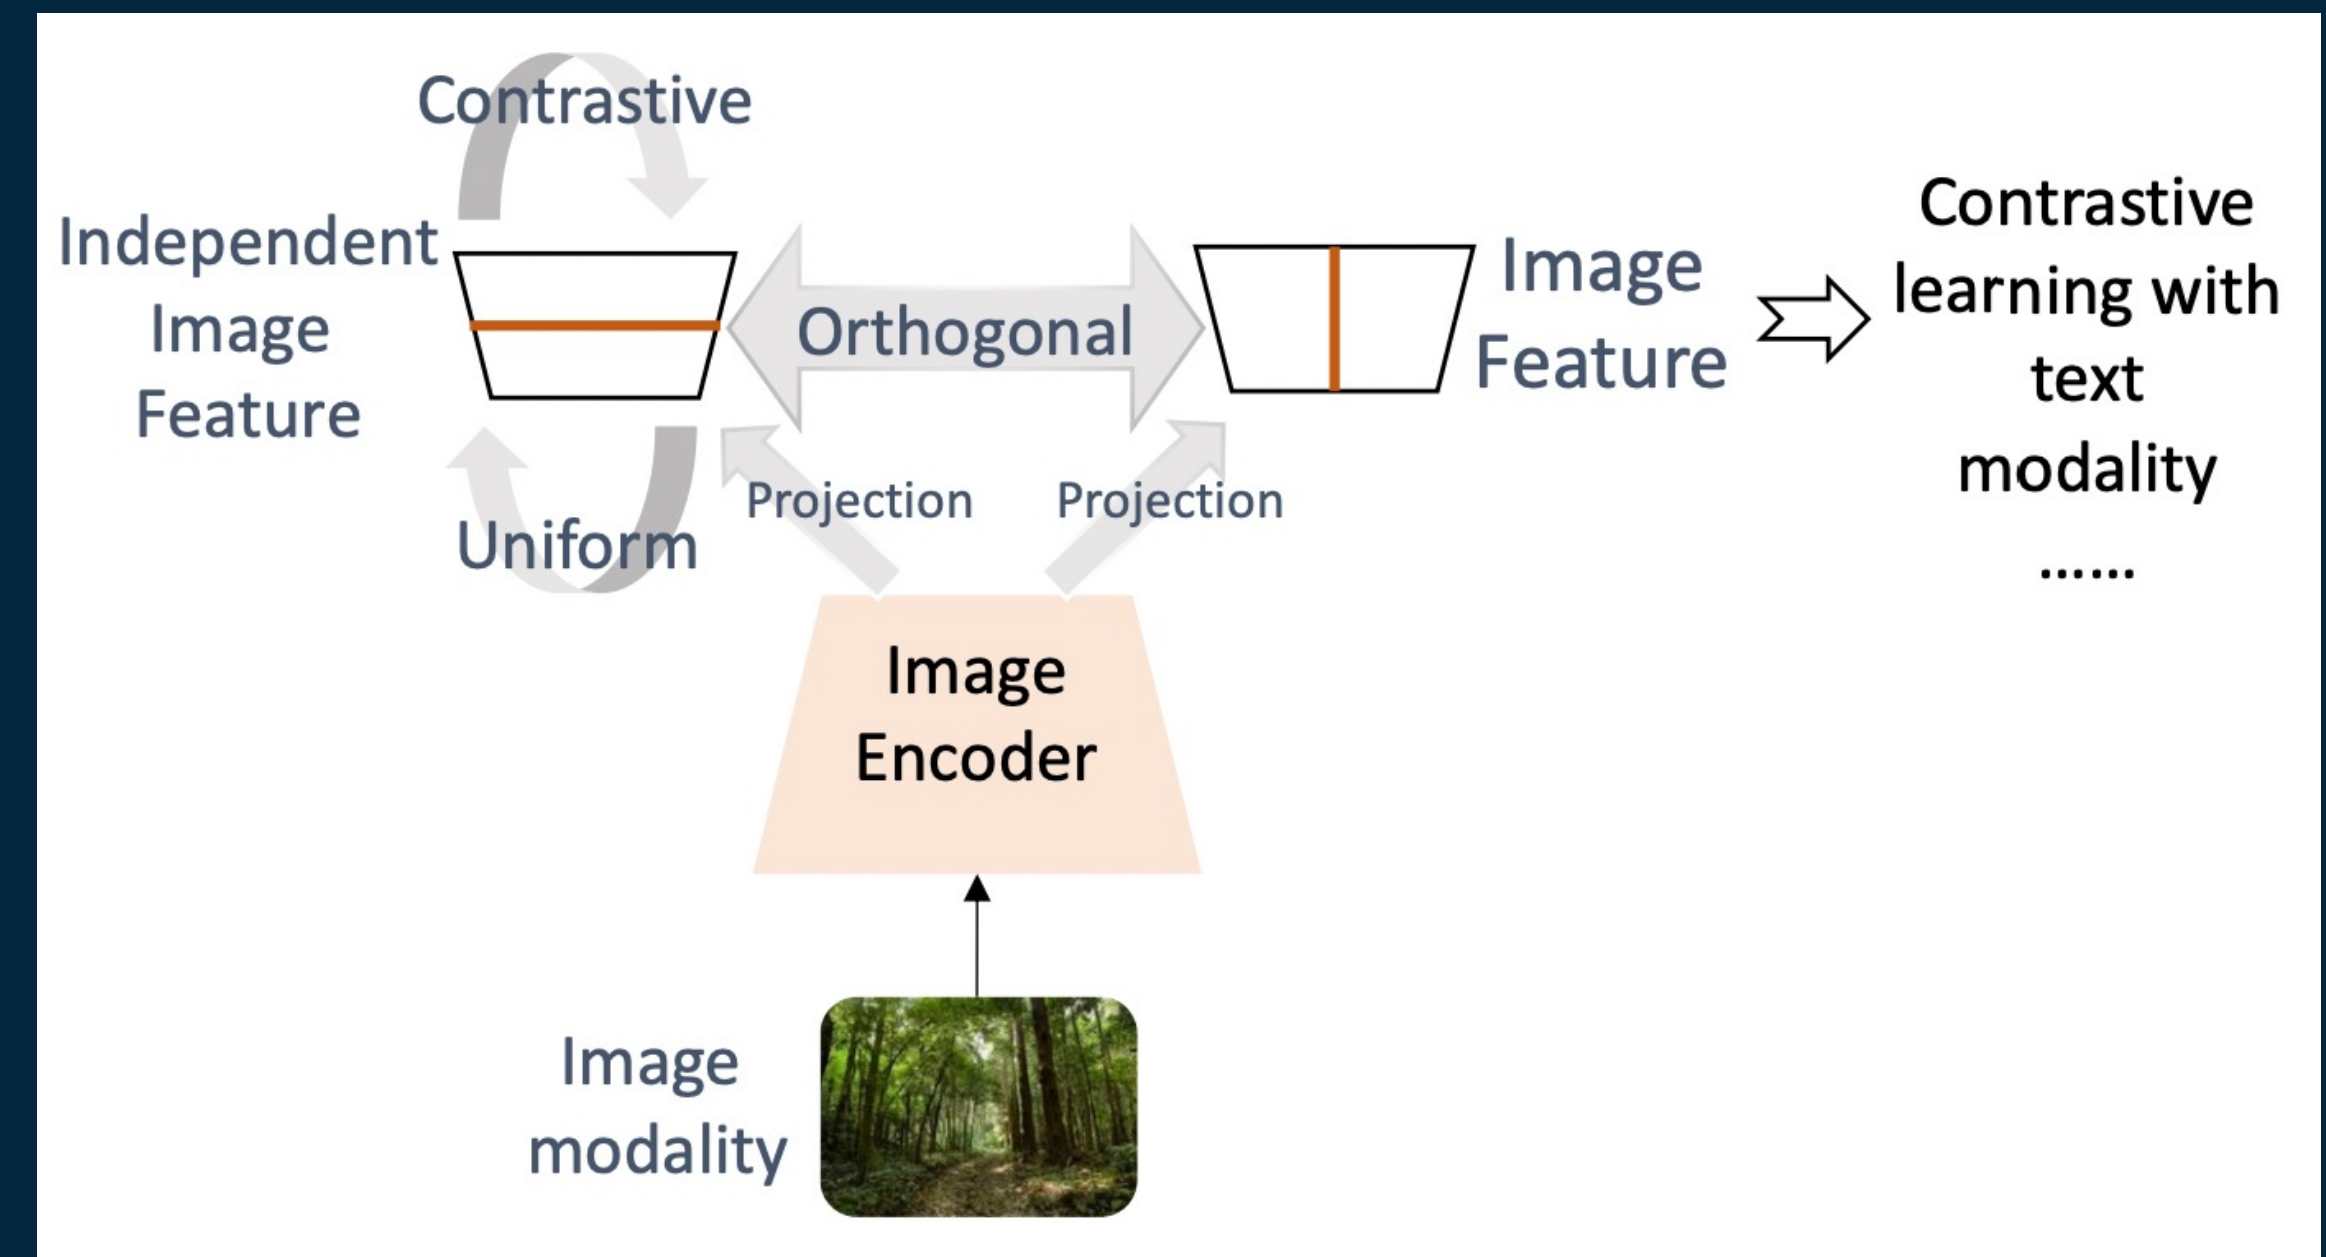 Contrastive
Independent
Image
Feature
Uniform
Orthogonal
Projection
Projection
Image
Feature
Contrastive
learning with
text
modality
......
Image
Encoder
Image
modality